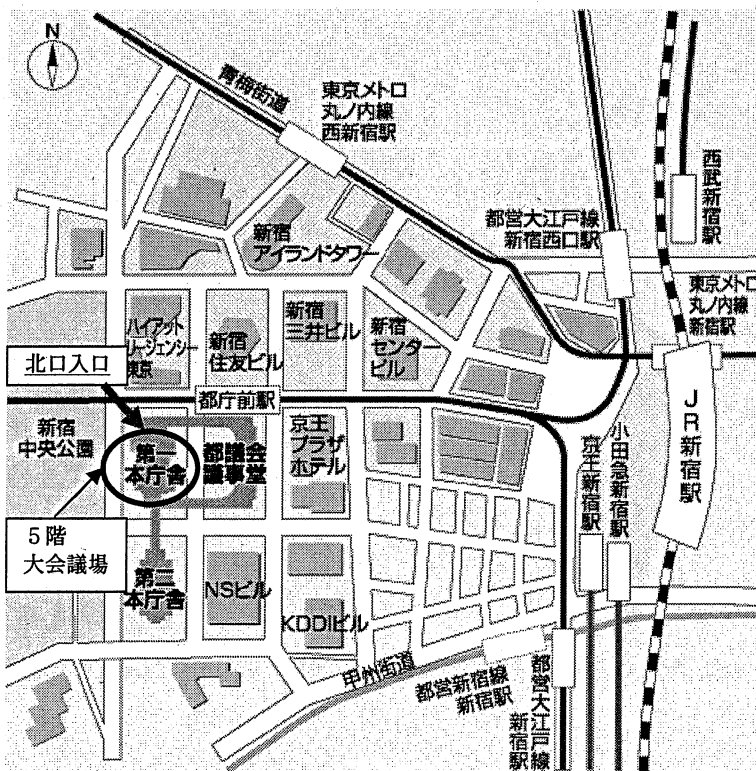 N
青梅街道
東京メトロ
丸ノ内線
西新宿駅
西武新宿駅
都営大江戸線
新宿西口駅
新宿
アイランドタワー
東京メトロ
丸ノ内線
新宿駅
ハイアット
リージェンシー
東京
新宿
住友ビル
新宿
三井ビル
新宿
センター
ビル
北口入口
都庁前駅
JR新宿駅
新宿
中央公園
第一
本庁舎
都議会
議事堂
京王
プラザ
ホテル
京王新宿駅
小田急新宿駅
5階
大会議場
第二
本庁舎
NSビル
KDDIビル
甲州街道
都営新宿線
新宿駅
都営大江戸線
新宿駅